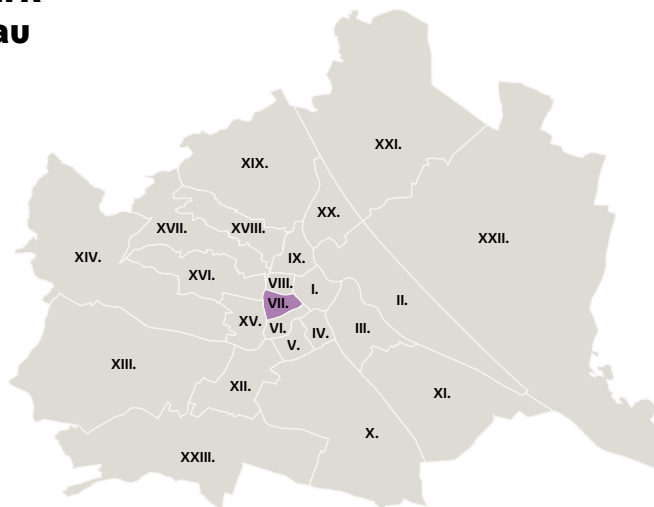 au
XXI.
XIX.
XX.
XVII.
XVIII.
XXII.
XIV.
IX.
XVI.
VIII.
I.
II.
VII.
XV.
VI.
IV.
III.
V.
XIII.
XII.
XI.
X.
XXIII.